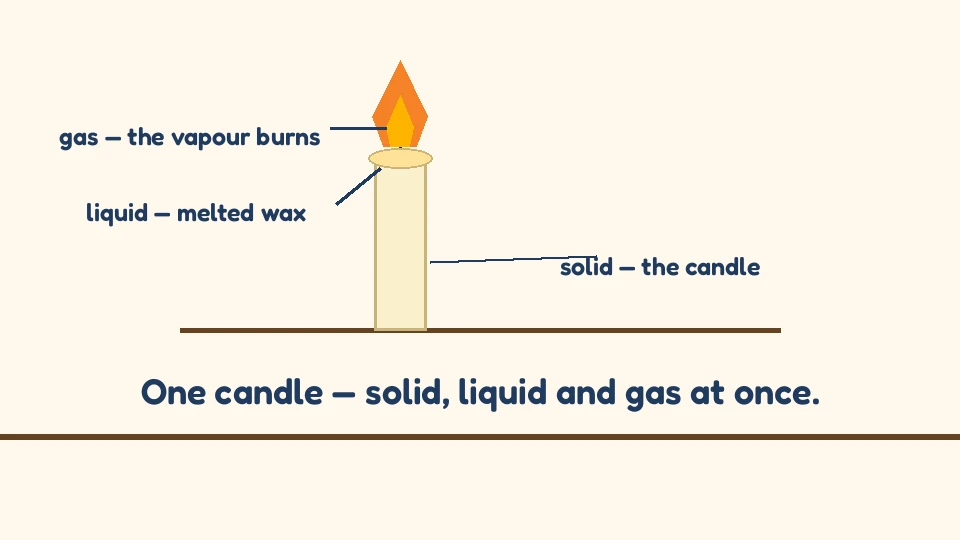 gas — the vapour burns
liquid — melted wax
solid — the candle
One candle — solid, liquid and gas at once.